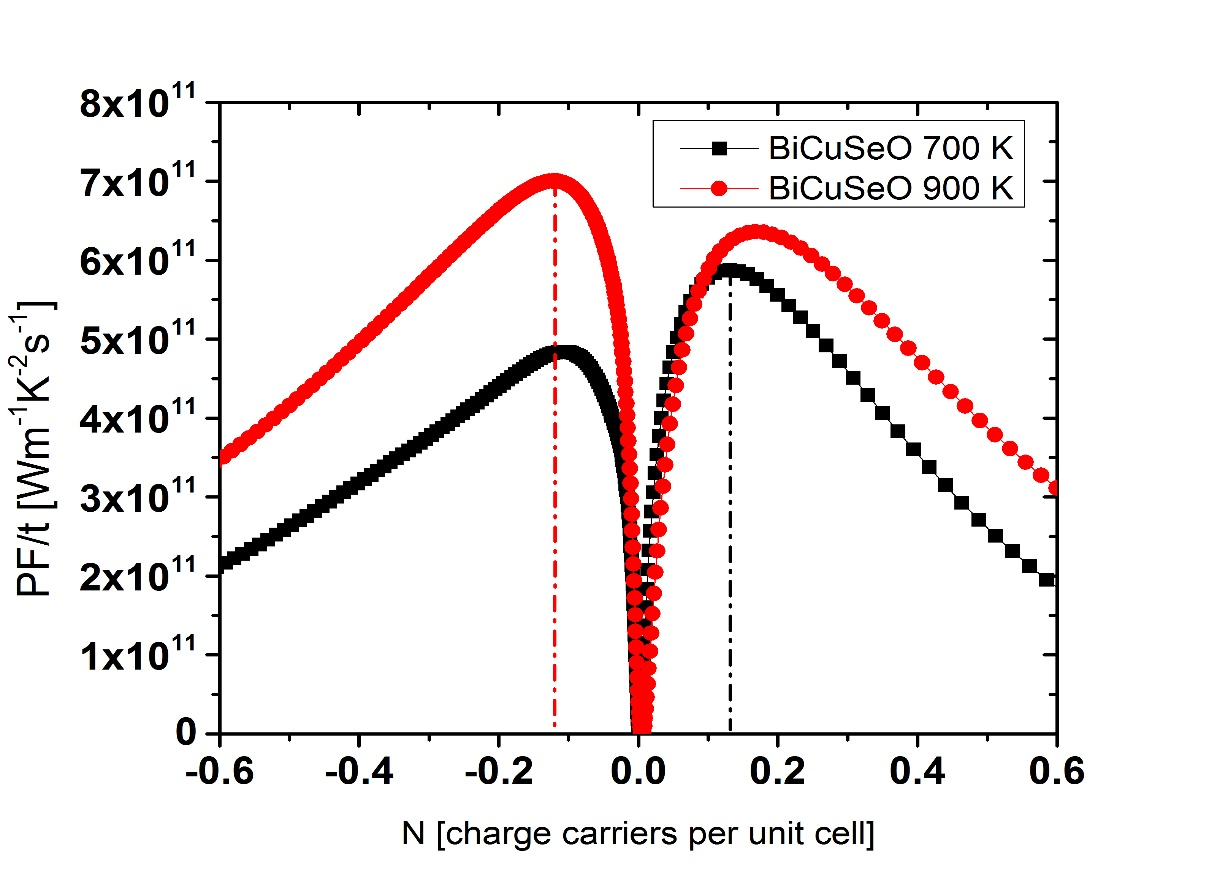 8x10¹¹
7x10¹¹
6x10¹¹
5x10¹¹
4x10¹¹
3x10¹¹
2x10¹¹
1x10¹¹
0
PF/t [Wm⁻¹K⁻²s⁻¹]
BiCuSeO 700 K
BiCuSeO 900 K
-0.6 -0.4 -0.2 0.0 0.2 0.4 0.6
N [charge carriers per unit cell]